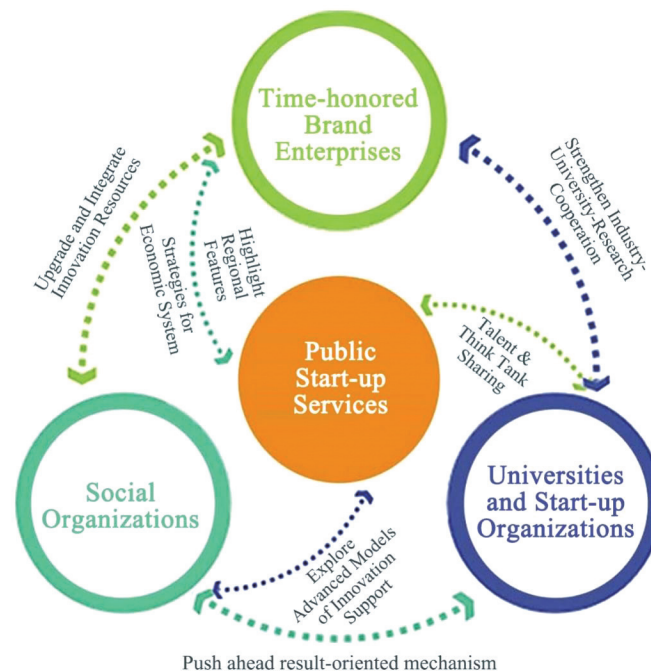 Time-honored
Brand
Enterprises
Upgrade and Integrate
Innovation Resources
Strategies for
Economic System
Highlight
Regional
Features
Strengthen Industry-
University-Research
Cooperation
Public
Start-up
Services
Talent &
Think Tank
Sharing
Social
Organizations
Universities
and Start-up
Organizations
Explore
Advanced Models
of Innovation
Support
Push ahead result-oriented mechanism